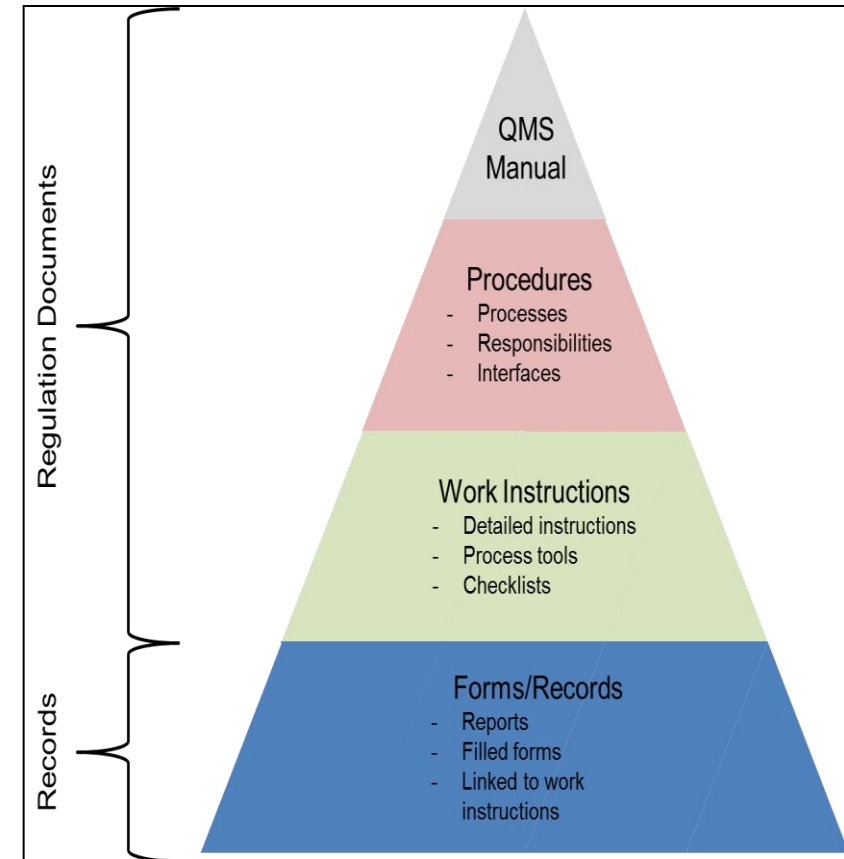 Regulation Documents
Records
QMS
Manual
Procedures
- Processes
- Responsibilities
- Interfaces
Work Instructions
- Detailed instructions
- Process tools
- Checklists
Forms/Records
- Reports
- Filled forms
- Linked to work
instructions